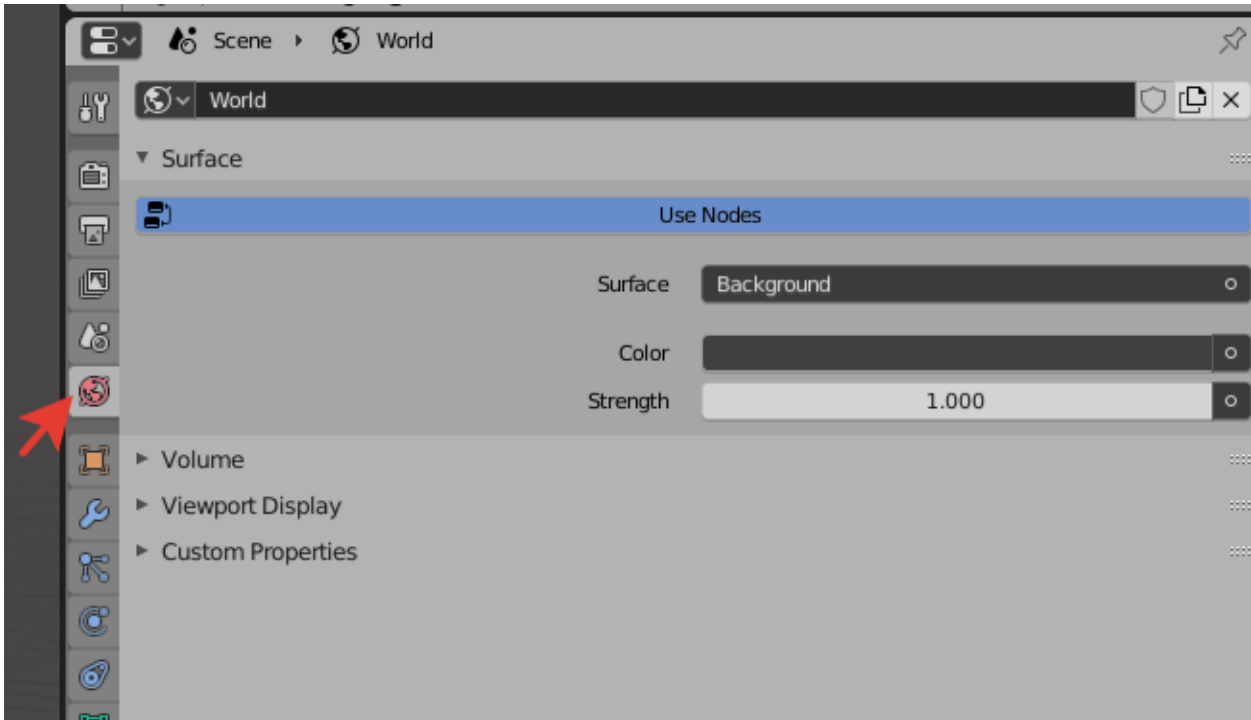 Scene World
World
Surface
Use Nodes
Surface Background
Color
Strength 1.000
Volume
Viewport Display
Custom Properties